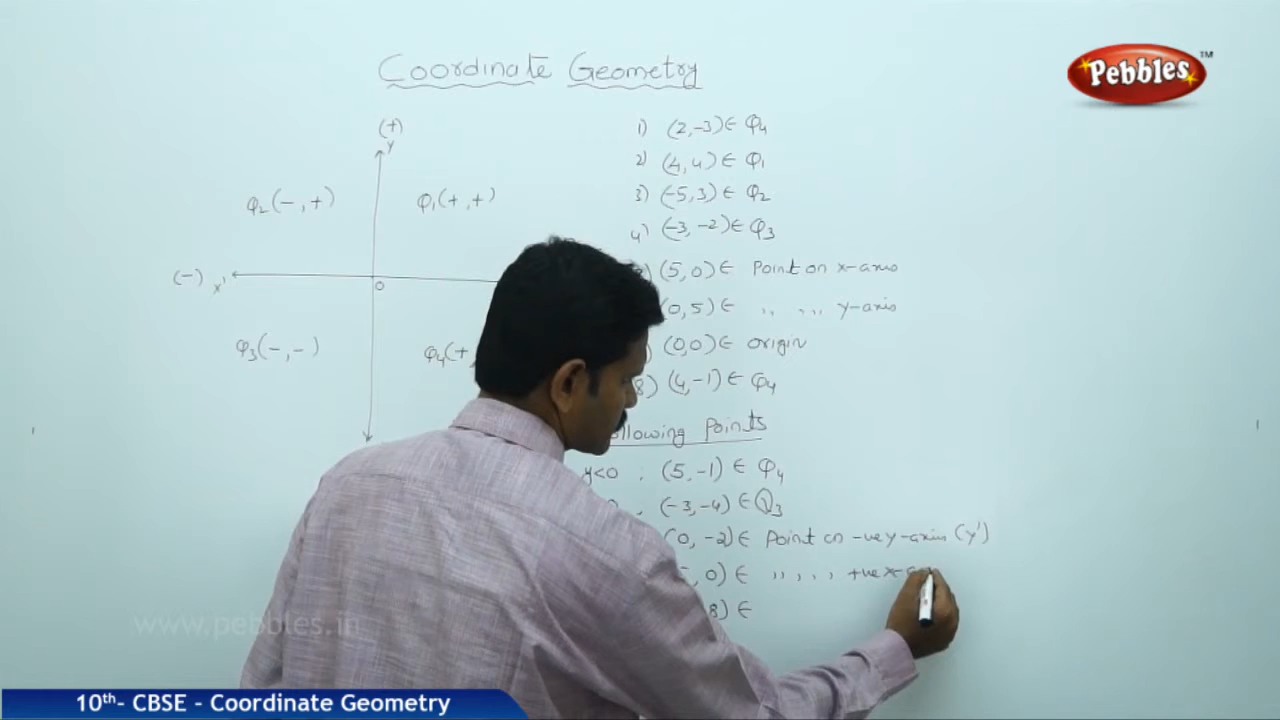 Coordinate Geometry
Pebbles™
(+)
y
Q2(-,+)
Q1(+,+)
(-) x'
0
Q3(-,-)
Q4(+,
1) (2,-3)∈ Q4
2) (4,4)∈ Q1
3) (-5,3)∈ Q2
4) (-3,-2)∈ Q3
(5,0)∈ Point on x-axis
0,5)∈ ,, ,,, y-axis
(0,0)∈ origin
8) (4,-1)∈ Q4
Points
y<0 : (5,-1) ∈ Q4
: (-3,-4) ∈ Q3
(0,-2)∈ Point on -ve y-axis (y')
,0) ∈ ,, ,, , +ve x-
8) ∈
www.pebbles.in
10th- CBSE - Coordinate Geometry